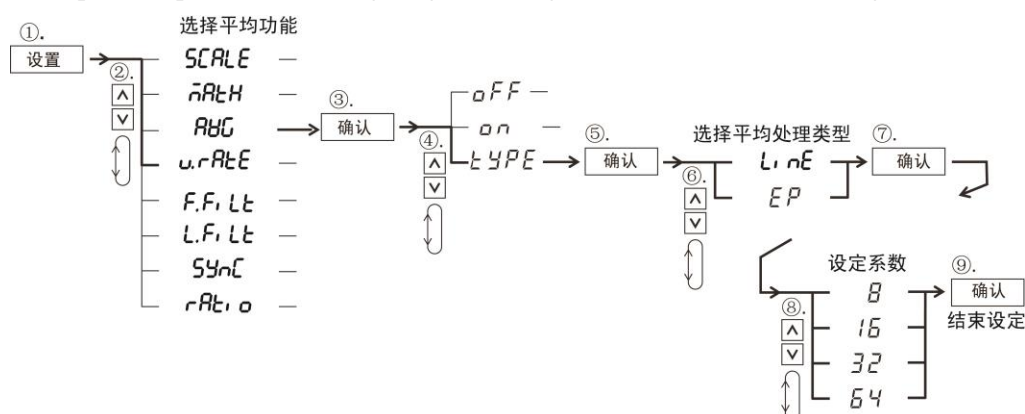 选择平均功能
①.
设置
②.
SCALE
MAtH
AVG
u.rAtE
F.FiLt
L.FiLt
SYnC
rAtio
③.
确认
④.
oFF
on
tYPE
⑤.
确认
选择平均处理类型
⑥.
LinE
EP
⑦.
确认
设定系数
⑧.
8
16
32
64
⑨.
确认
结束设定